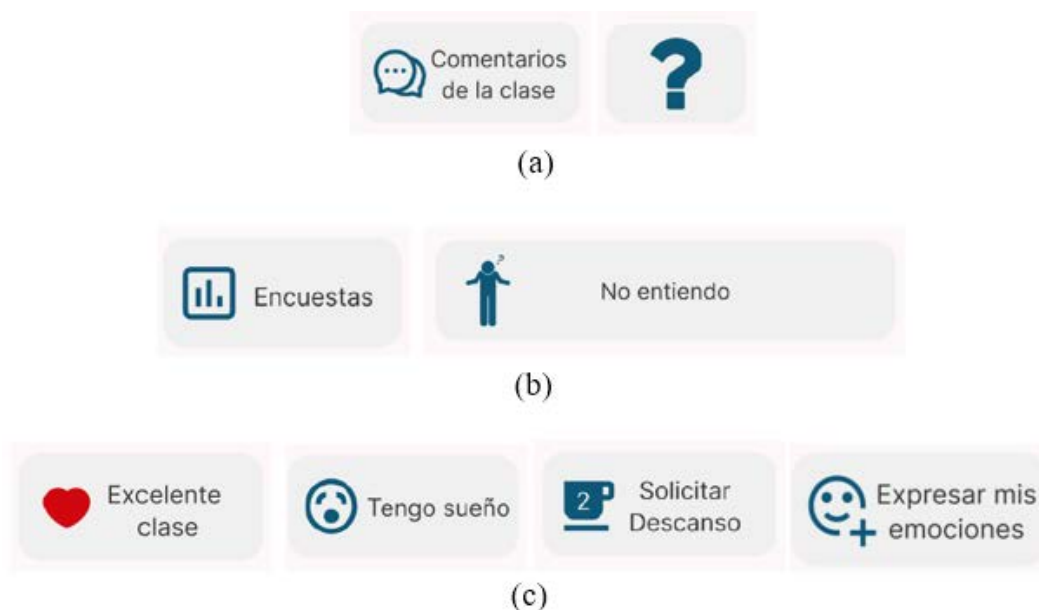 Comentarios
de la clase
?
(a)
Encuestas
?
No entiendo
(b)
Excelente
clase
Tengo sueño
2
Solicitar
Descanso
Expresar mis
emociones
(c)